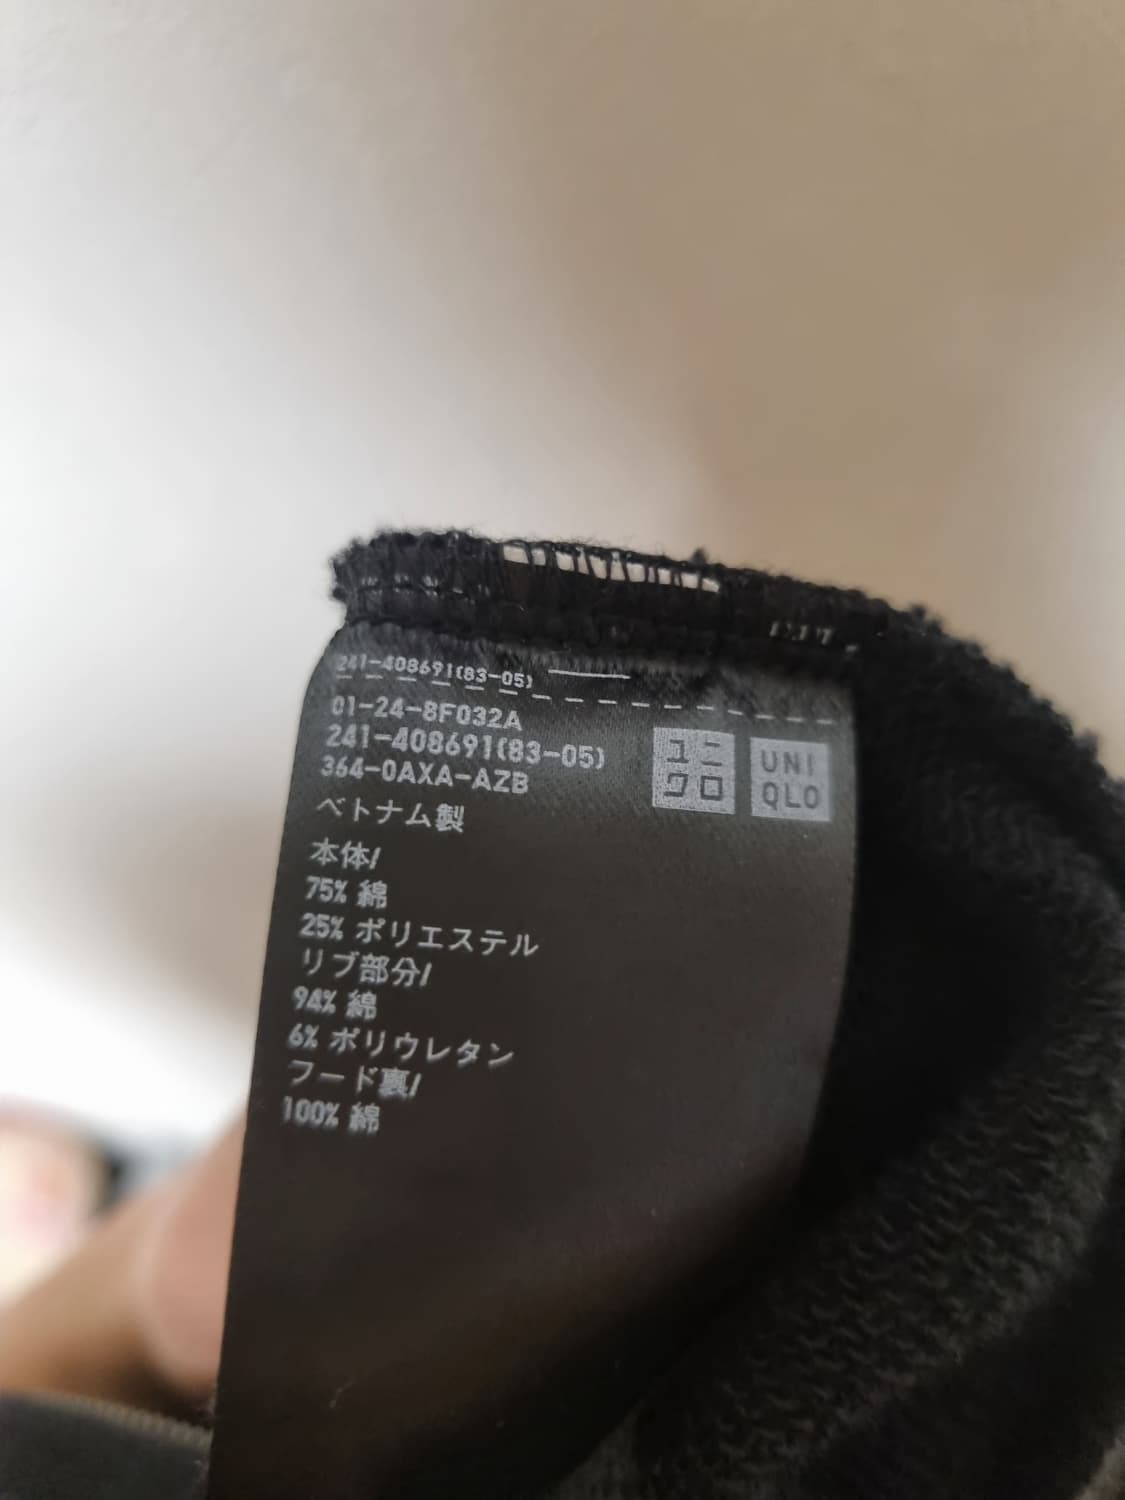 241-408691(83-05)
01-24-8F032A
241-408691(83-05)
364-0AXA-AZB
ユニ
クロ
UNI
QLO
ベトナム製
本体/
75% 綿
25% ポリエステル
リブ部分/
94% 綿
6% ポリウレタン
フード裏/
100% 綿